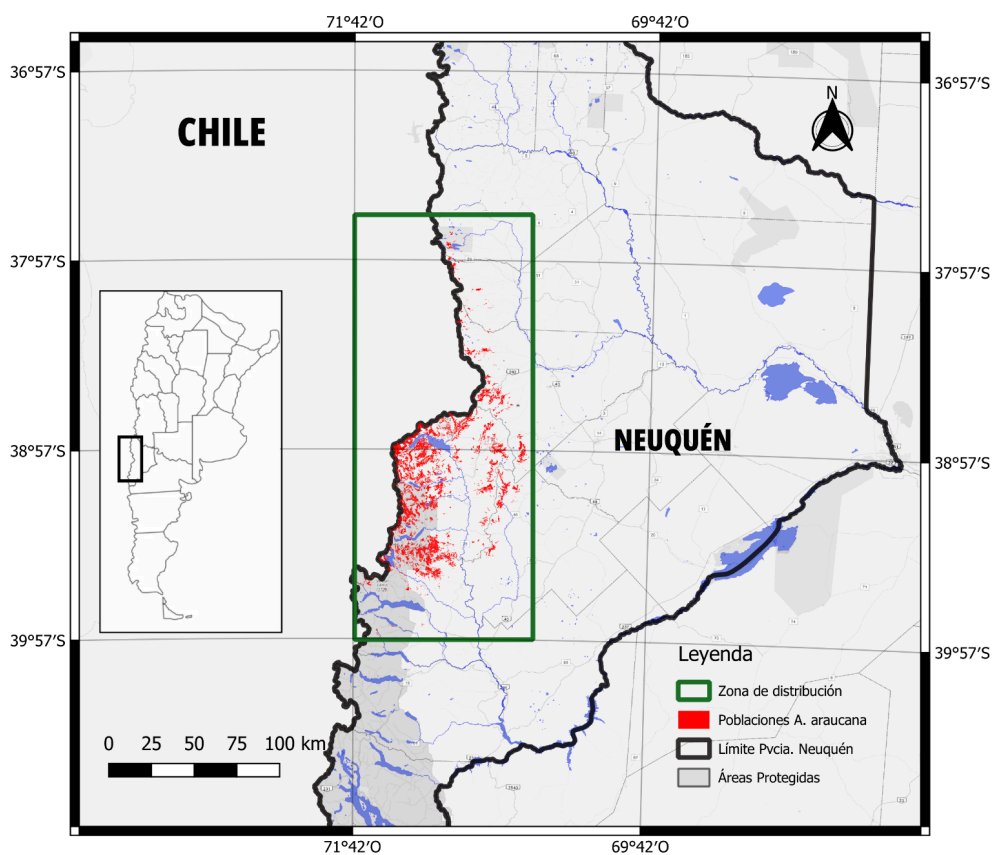 71°42'O 69°42'O
36°57'S 36°57'S
N
CHILE
37°57'S 37°57'S
NEUQUÉN
38°57'S 38°57'S
39°57'S 39°57'S
Leyenda
Zona de distribución
Poblaciones A. araucana
Límite Pvcia. Neuquén
Áreas Protegidas
0 25 50 75 100 km
71°42'O 69°42'O